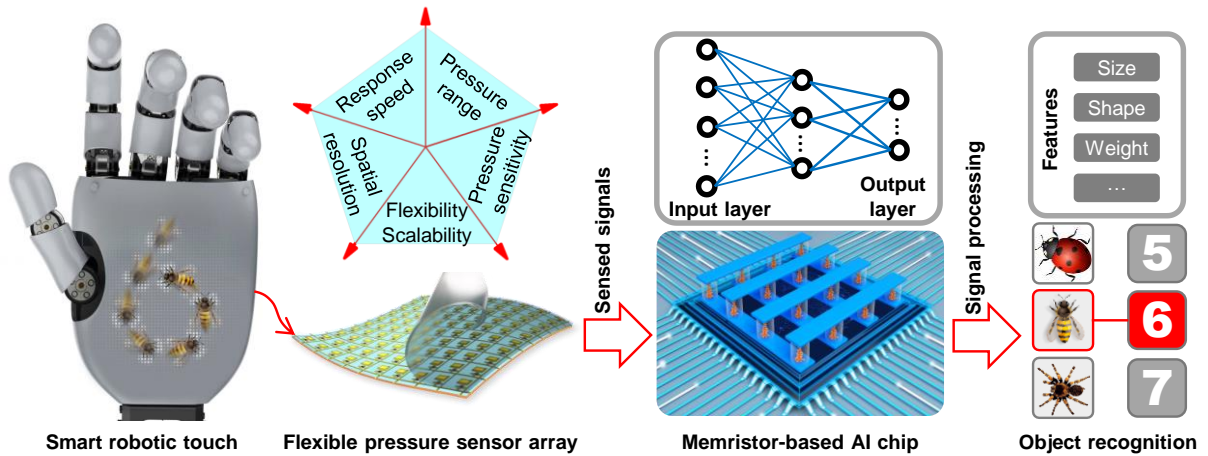 Response
speed
Pressure
range
Spatial
resolution
Pressure
sensitivity
Flexibility
Scalability
Sensed signals
Input layer
Output
layer
Signal processing
Features
Size
Shape
Weight
...
5
6
7
Smart robotic touch
Flexible pressure sensor array
Memristor-based AI chip
Object recognition